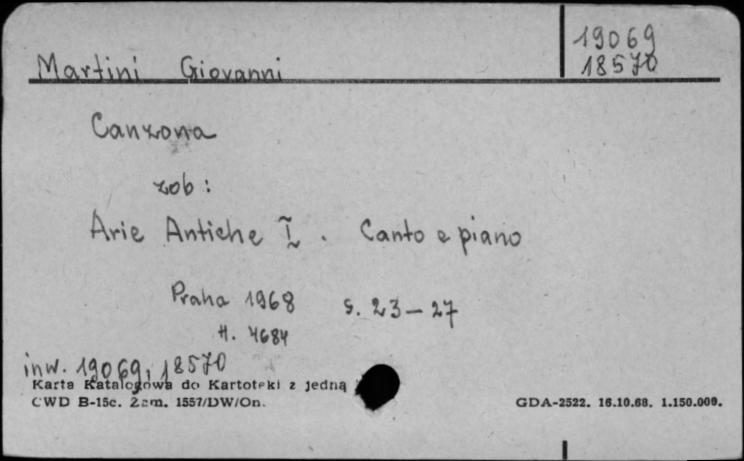 19069
Martini Giovanni 18570
Canzona
zob:
Arie Antiche I. Canto e piano
Praha 1968 s. 23-27
H. 4684
inw. 19069, 18570
Karta Katalogowa do Kartoteki z jedną
CWD B-15c. Zam. 1557/DW/On. GDA-2522. 16.10.68. 1.150.000.